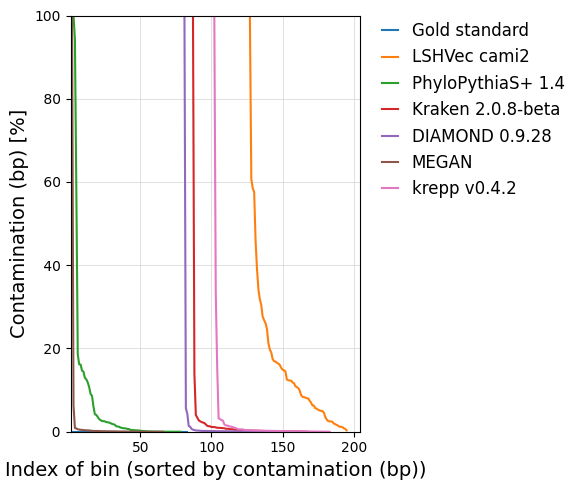 100
80
60
40
20
0
50
100
150
200
Contamination (bp) [%]
Index of bin (sorted by contamination (bp))
Gold standard
LSHVec cami2
PhyloPythiaS+ 1.4
Kraken 2.0.8-beta
DIAMOND 0.9.28
MEGAN
krepp v0.4.2